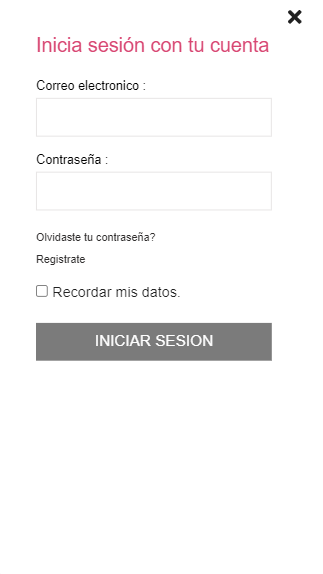 Inicia sesión con tu cuenta
Correo electronico :
Contraseña :
Olvidaste tu contraseña?
Registrate
Recordar mis datos.
INICIAR SESION